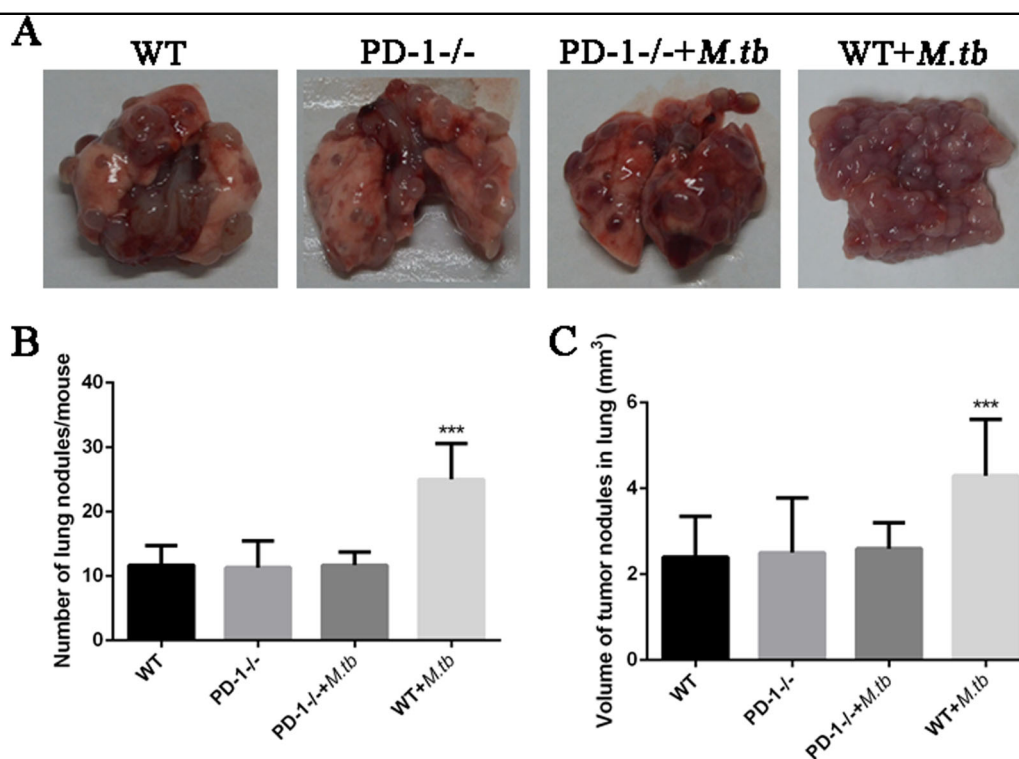 A
WT PD-1-/- PD-1-/-+M.tb WT+M.tb
B
Number of lung nodules/mouse
40
30
20
10
0
***
WT PD-1-/- PD-1-/-+M.tb WT+M.tb
C
Volume of tumor nodules in lung (mm³)
6
4
2
0
***
WT PD-1-/- PD-1-/-+M.tb WT+M.tb